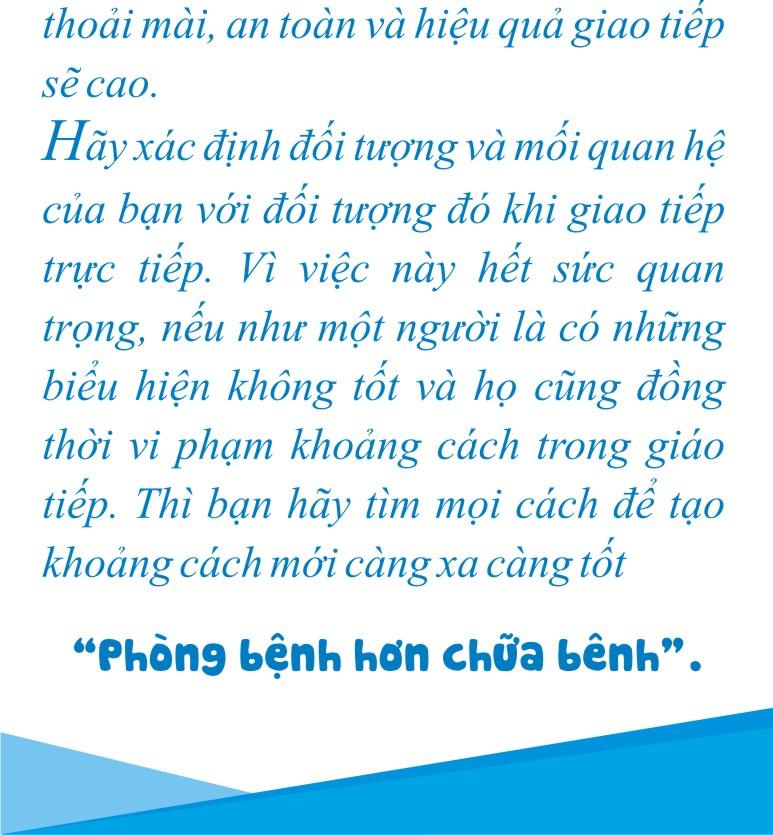 thoải mài, an toàn và hiệu quả giao tiếp
sẽ cao.
Hãy xác định đối tượng và mối quan hệ
của bạn với đối tượng đó khi giao tiếp
trực tiếp. Vì việc này hết sức quan
trọng, nếu như một người là có những
biểu hiện không tốt và họ cũng đồng
thời vi phạm khoảng cách trong giáo
tiếp. Thì bạn hãy tìm mọi cách để tạo
khoảng cách mới càng xa càng tốt
“Phòng bệnh hơn chữa bênh”.